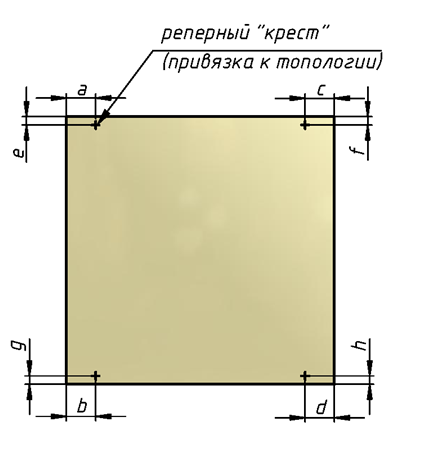 реперный "крест"
(привязка к топологии)
a
c
e
f
g
h
b
d